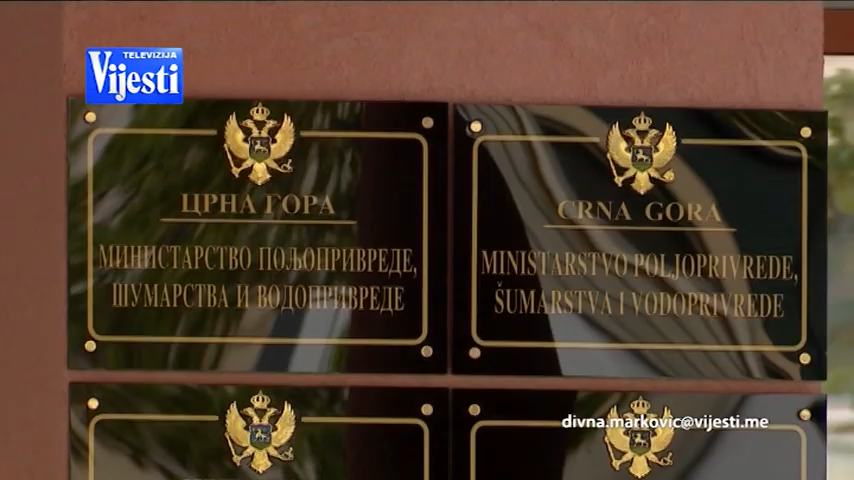 TELEVIZIJA
Vijesti
ЦРНА ГОРА
МИНИСТАРСТВО ПОЉОПРИВРЕДЕ,
ШУМАРСТВА И ВОДОПРИВРЕДЕ
CRNA GORA
MINISTARSTVO POLJOPRIVREDE,
ŠUMARSTVA I VODOPRIVREDE
divna.markovic@vijesti.me